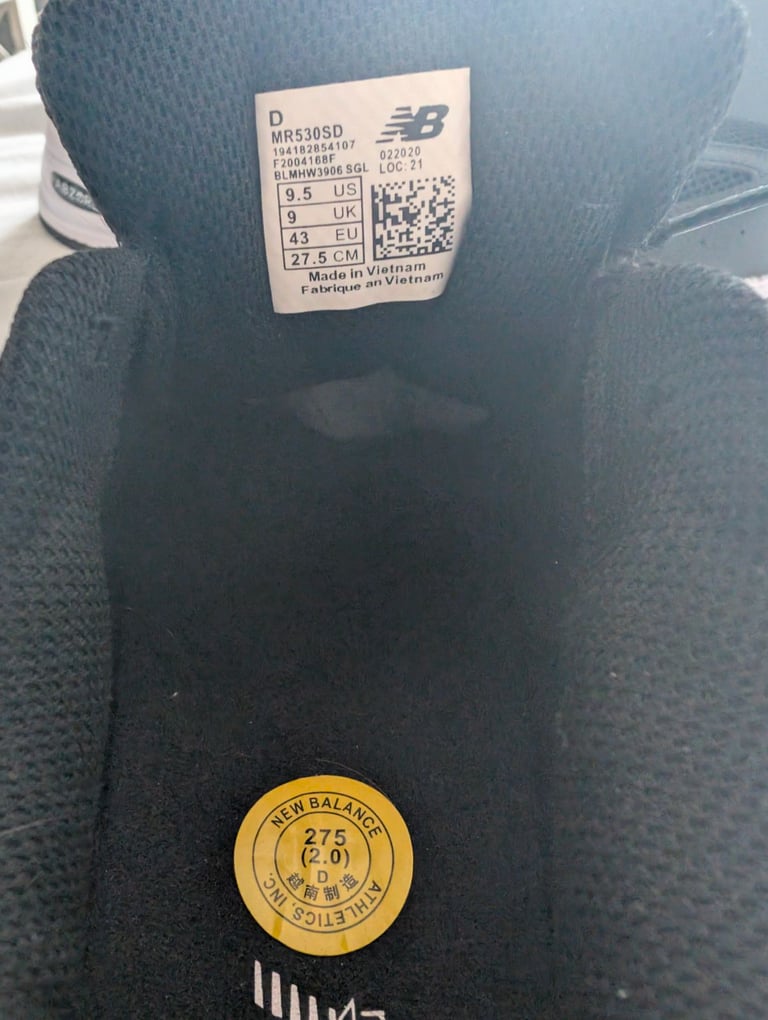 D
MR530SD
194182854107
F2004168F
BLMHW3906 SGL
NB
022020
LOC: 21
9.5 US
9 UK
43 EU
27.5 CM
Made in Vietnam
Fabrique an Vietnam
NEW BALANCE
275
(2.0)
D
越南制造
ATHLETICS, INC.